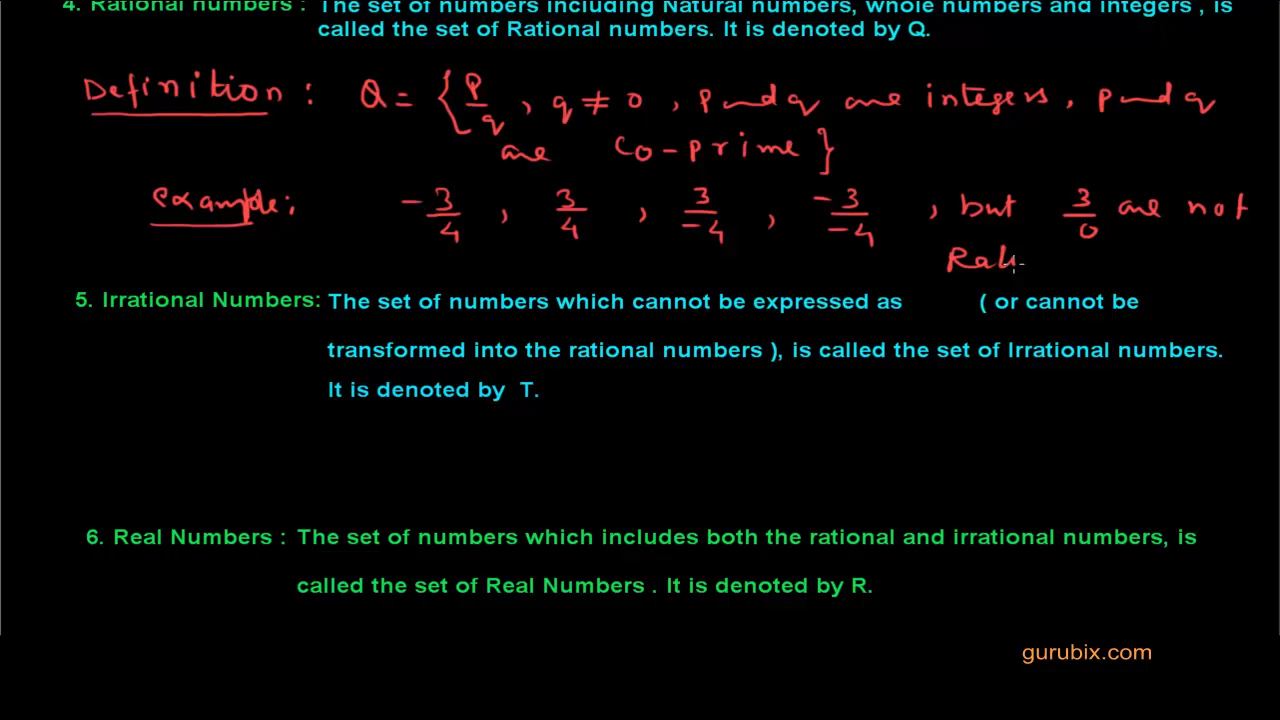 4. Rational numbers : The set of numbers including Natural numbers, whole numbers and integers , is
called the set of Rational numbers. It is denoted by Q.
Definition : Q = { p/q , q ≠ 0 , p and q are integers, p and q
are co-prime }
example: -3/4 , 3/4 , 3/-4 , -3/-4 , but 3/0 are not
Rati
5. Irrational Numbers: The set of numbers which cannot be expressed as ( or cannot be
transformed into the rational numbers ), is called the set of Irrational numbers.
It is denoted by T.
6. Real Numbers : The set of numbers which includes both the rational and irrational numbers, is
called the set of Real Numbers . It is denoted by R.
gurubix.com